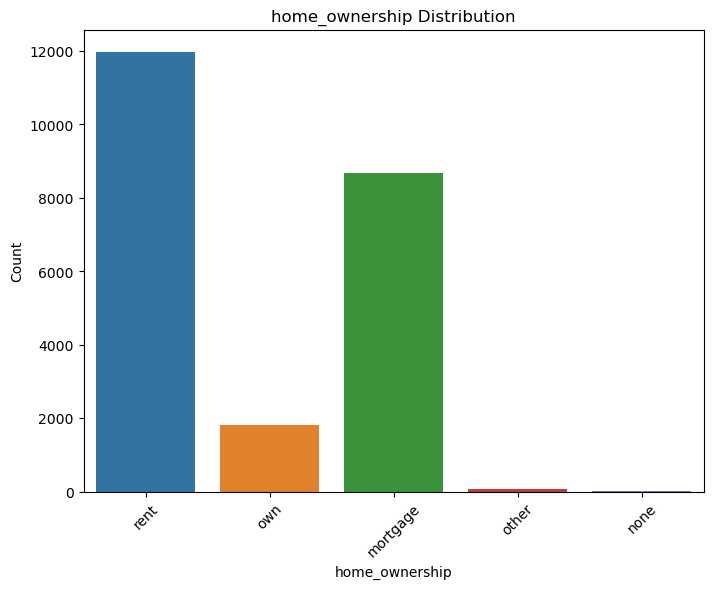 home_ownership Distribution
12000
10000
8000
6000
4000
2000
0
Count
rent
own
mortgage
other
none
home_ownership